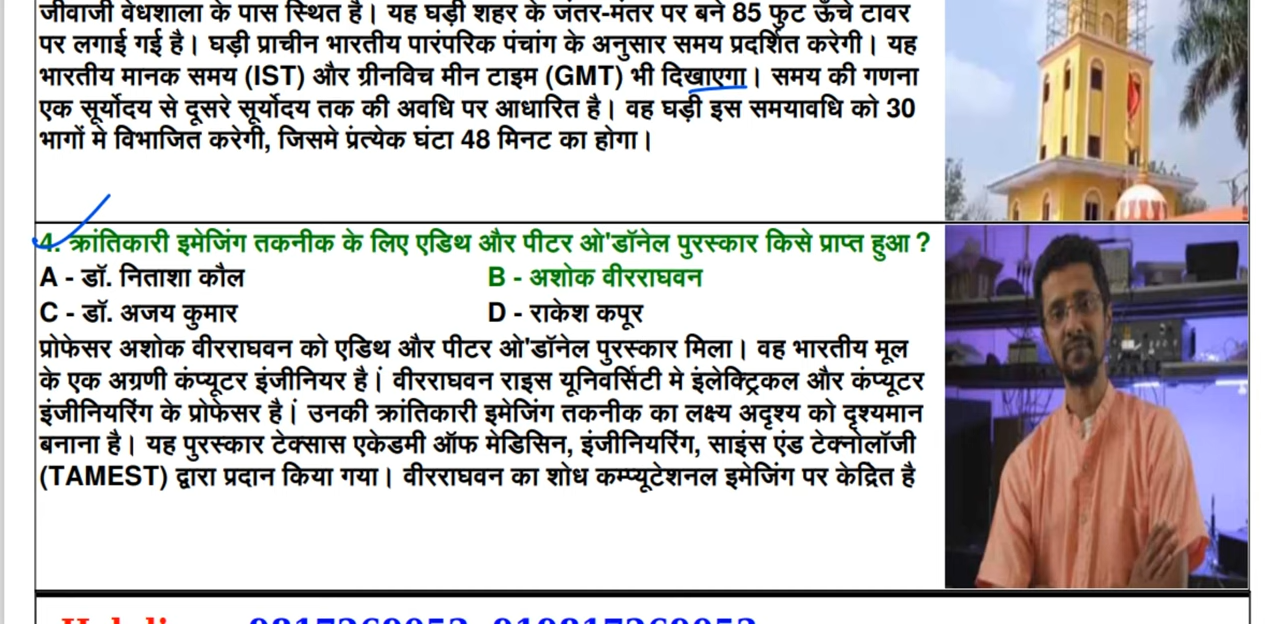 जीवाजी वेधशाला के पास स्थित है। यह घड़ी शहर के जंतर-मंतर पर बने 85 फुट ऊँचे टावर
पर लगाई गई है। घड़ी प्राचीन भारतीय पारंपरिक पंचांग के अनुसार समय प्रदर्शित करेगी। यह
भारतीय मानक समय (IST) और ग्रीनविच मीन टाइम (GMT) भी दिखाएगा। समय की गणना
एक सूर्योदय से दूसरे सूर्योदय तक की अवधि पर आधारित है। वह घड़ी इस समयावधि को 30
भागों मे विभाजित करेगी, जिसमे प्रंत्येक घंटा 48 मिनट का होगा।
4. क्रांतिकारी इमेजिंग तकनीक के लिए एडिथ और पीटर ओ'डॉनेल पुरस्कार किसे प्राप्त हुआ ?
A - डॉ. निताशा कौल B - अशोक वीरराघवन
C - डॉ. अजय कुमार D - राकेश कपूर
प्रोफेसर अशोक वीरराघवन को एडिथ और पीटर ओ'डॉनेल पुरस्कार मिला। वह भारतीय मूल
के एक अग्रणी कंप्यूटर इंजीनियर है। वीरराघवन राइस यूनिवर्सिटी मे इंलेक्ट्रिकल और कंप्यूटर
इंजीनियरिंग के प्रोफेसर है। उनकी क्रांतिकारी इमेजिंग तकनीक का लक्ष्य अदृश्य को दृश्यमान
बनाना है। यह पुरस्कार टेक्सास एकेडमी ऑफ मेडिसिन, इंजीनियरिंग, साइंस एंड टेक्नोलॉजी
(TAMEST) द्वारा प्रदान किया गया। वीरराघवन का शोध कम्प्यूटेशनल इमेजिंग पर केंद्रित है